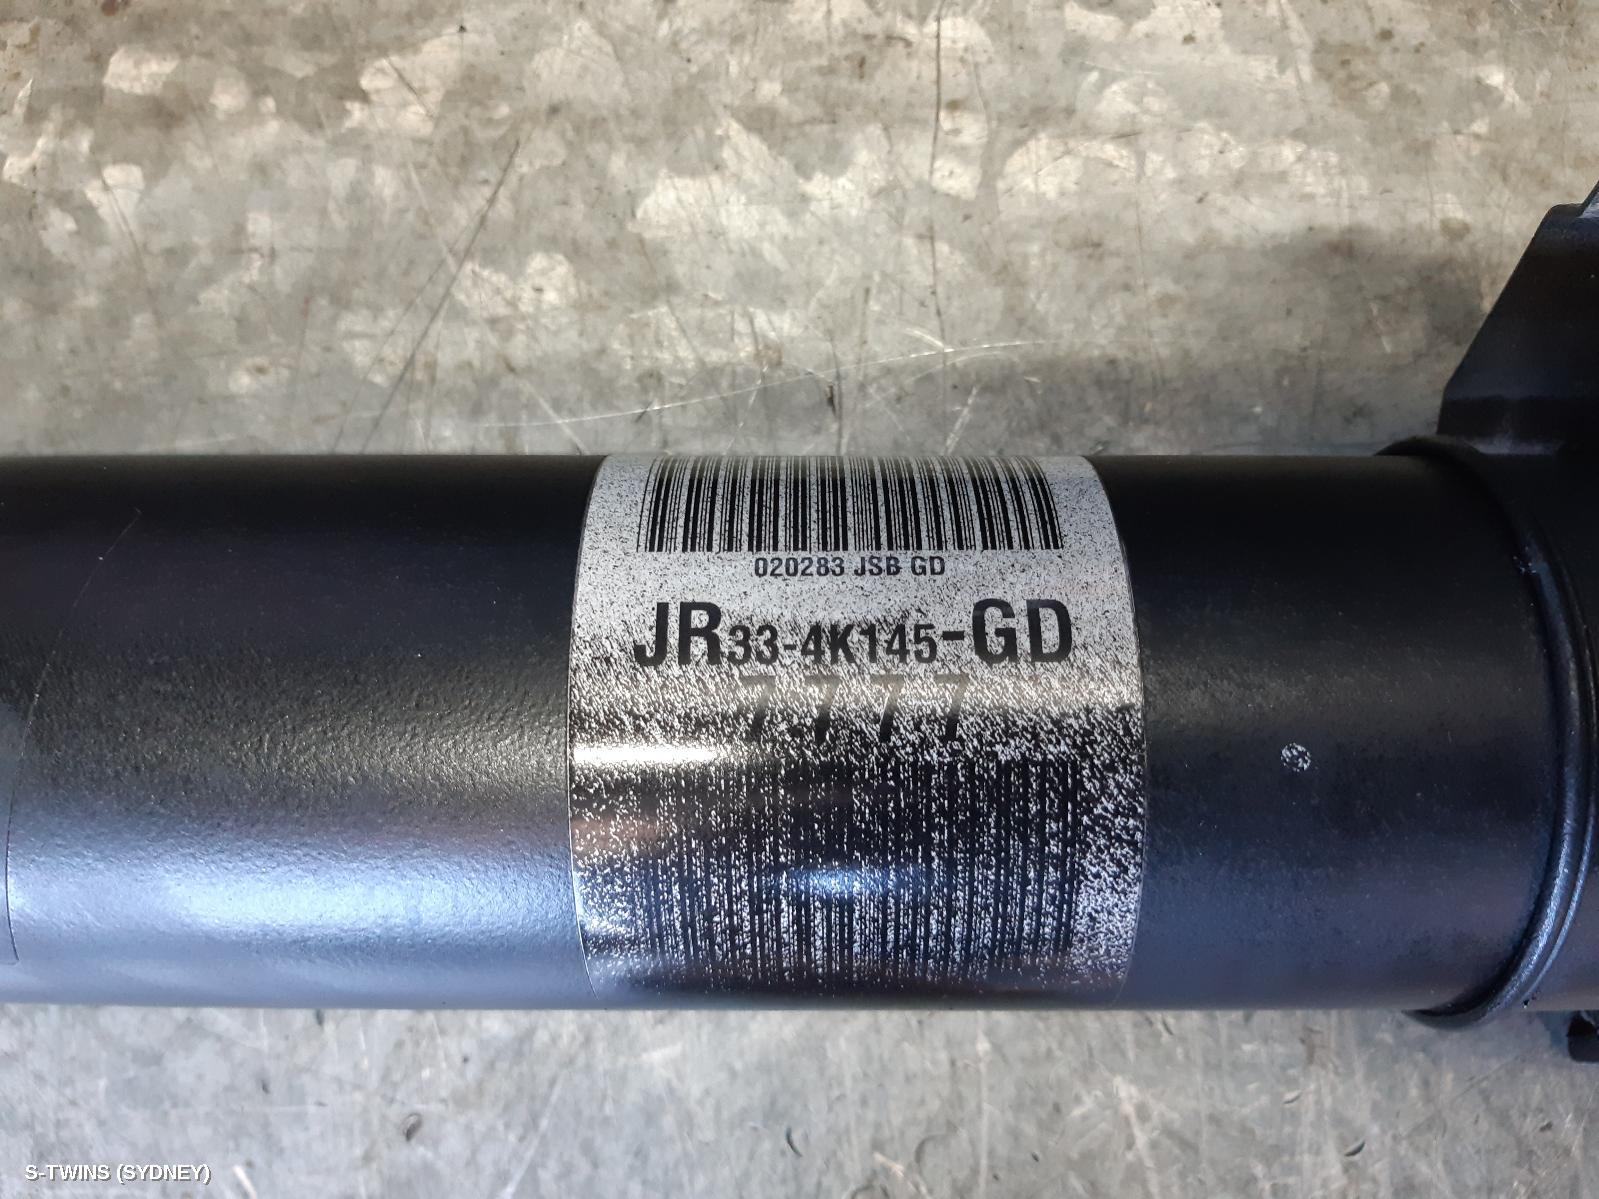 020283 JSB GD
JR33-4K145-GD
7777
S-TWINS (SYDNEY)